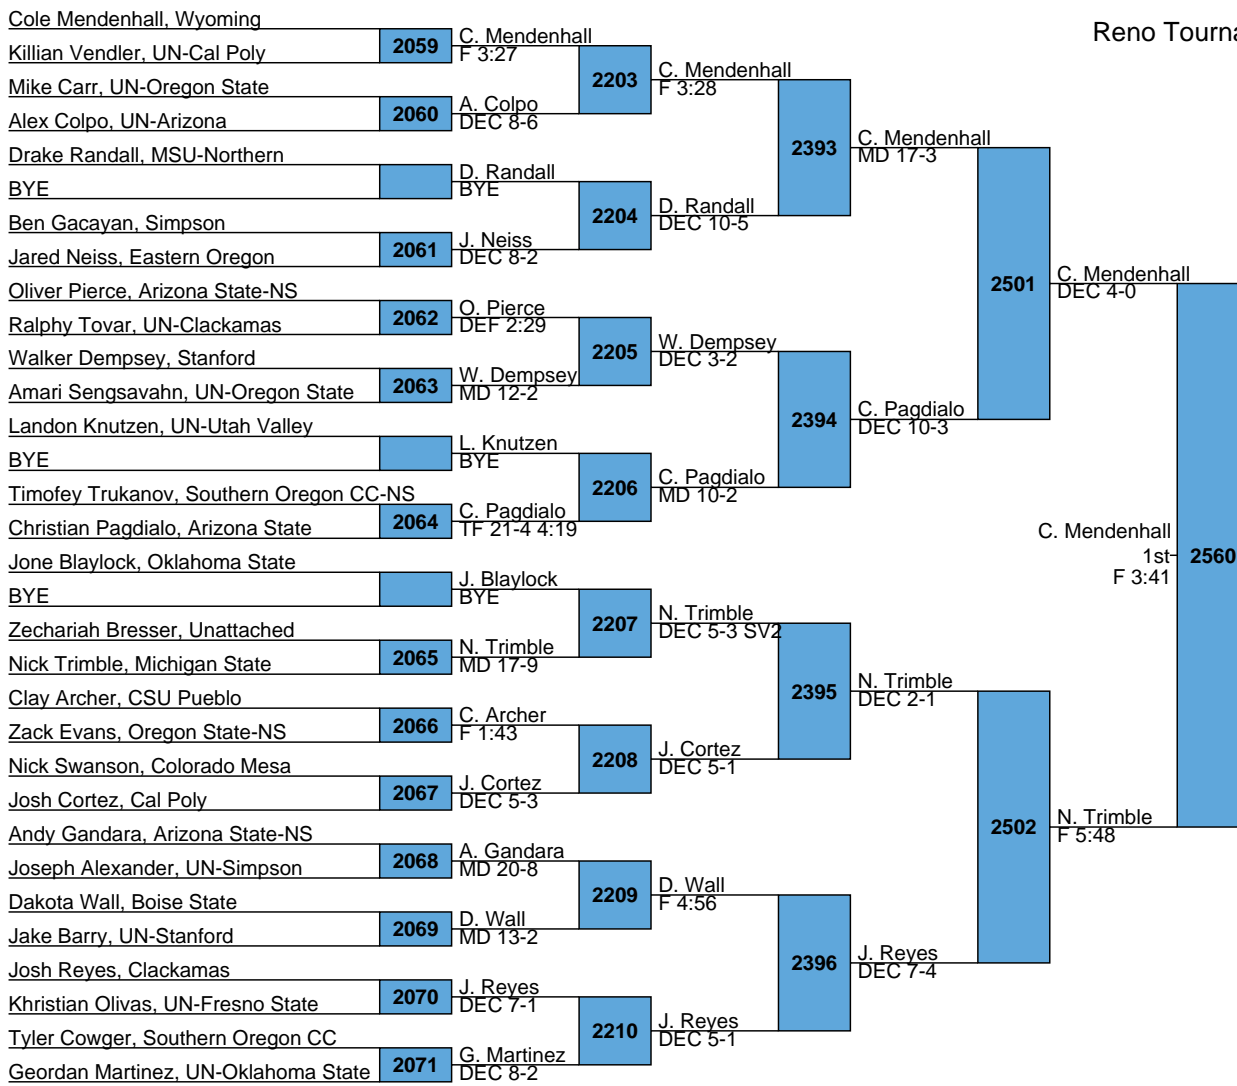 Reno Tourna
Cole Mendenhall, Wyoming
Killian Vendler, UN-Cal Poly
Mike Carr, UN-Oregon State
Alex Colpo, UN-Arizona
Drake Randall, MSU-Northern
BYE
Ben Gacayan, Simpson
Jared Neiss, Eastern Oregon
Oliver Pierce, Arizona State-NS
Ralphy Tovar, UN-Clackamas
Walker Dempsey, Stanford
Amari Sengsavahn, UN-Oregon State
Landon Knutzen, UN-Utah Valley
BYE
Timofey Trukanov, Southern Oregon CC-NS
Christian Pagdialo, Arizona State
Jone Blaylock, Oklahoma State
BYE
Zechariah Bresser, Unattached
Nick Trimble, Michigan State
Clay Archer, CSU Pueblo
Zack Evans, Oregon State-NS
Nick Swanson, Colorado Mesa
Josh Cortez, Cal Poly
Andy Gandara, Arizona State-NS
Joseph Alexander, UN-Simpson
Dakota Wall, Boise State
Jake Barry, UN-Stanford
Josh Reyes, Clackamas
Khristian Olivas, UN-Fresno State
Tyler Cowger, Southern Oregon CC
Geordan Martinez, UN-Oklahoma State
2059
2060
2061
2062
2063
2064
2065
2066
2067
2068
2069
2070
2071
C. Mendenhall
F 3:27
A. Colpo
DEC 8-6
D. Randall
BYE
J. Neiss
DEC 8-2
O. Pierce
DEF 2:29
W. Dempsey
MD 12-2
L. Knutzen
BYE
C. Pagdialo
TF 21-4 4:19
J. Blaylock
BYE
N. Trimble
MD 17-9
C. Archer
F 1:43
J. Cortez
DEC 5-3
A. Gandara
MD 20-8
D. Wall
MD 13-2
J. Reyes
DEC 7-1
G. Martinez
DEC 8-2
2203
2204
2205
2206
2207
2208
2209
2210
C. Mendenhall
F 3:28
D. Randall
DEC 10-5
W. Dempsey
DEC 3-2
C. Pagdialo
MD 10-2
N. Trimble
DEC 5-3 SV2
J. Cortez
DEC 5-1
D. Wall
F 4:56
J. Reyes
DEC 5-1
2393
2394
2395
2396
C. Mendenhall
MD 17-3
C. Pagdialo
DEC 10-3
N. Trimble
DEC 2-1
J. Reyes
DEC 7-4
2501
2502
C. Mendenhall
DEC 4-0
N. Trimble
F 5:48
C. Mendenhall
1st
F 3:41
2560